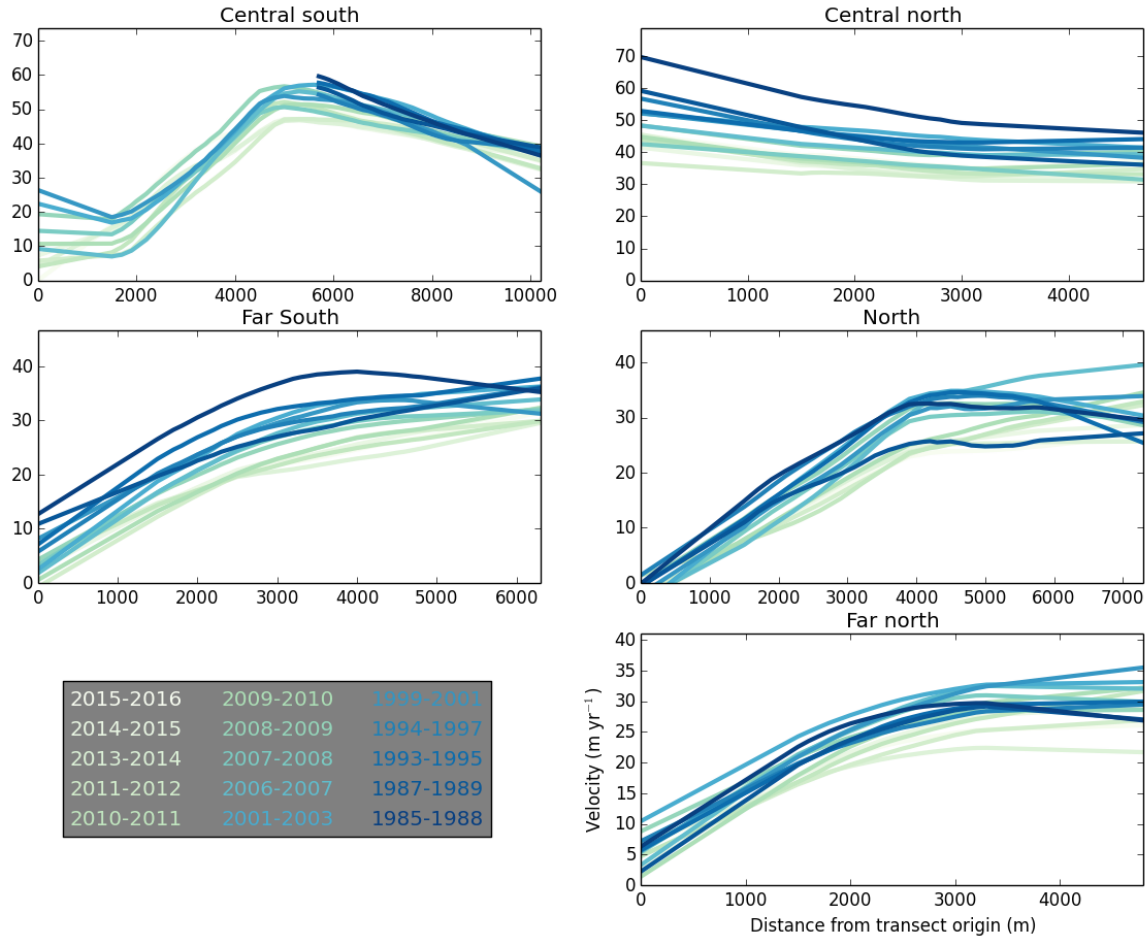 Central south
70
60
50
40
30
20
10
0
0 2000 4000 6000 8000 10000
Central north
70
60
50
40
30
20
10
0
0 1000 2000 3000 4000
Far South
40
30
20
10
0
0 1000 2000 3000 4000 5000 6000
North
40
30
20
10
0
0 1000 2000 3000 4000 5000 6000 7000
Far north
40
35
30
25
20
15
10
5
0
0 1000 2000 3000 4000
Velocity (m yr⁻¹)
Distance from transect origin (m)
2015-2016 2009-2010 1999-2001
2014-2015 2008-2009 1994-1997
2013-2014 2007-2008 1993-1995
2011-2012 2006-2007 1987-1989
2010-2011 2001-2003 1985-1988